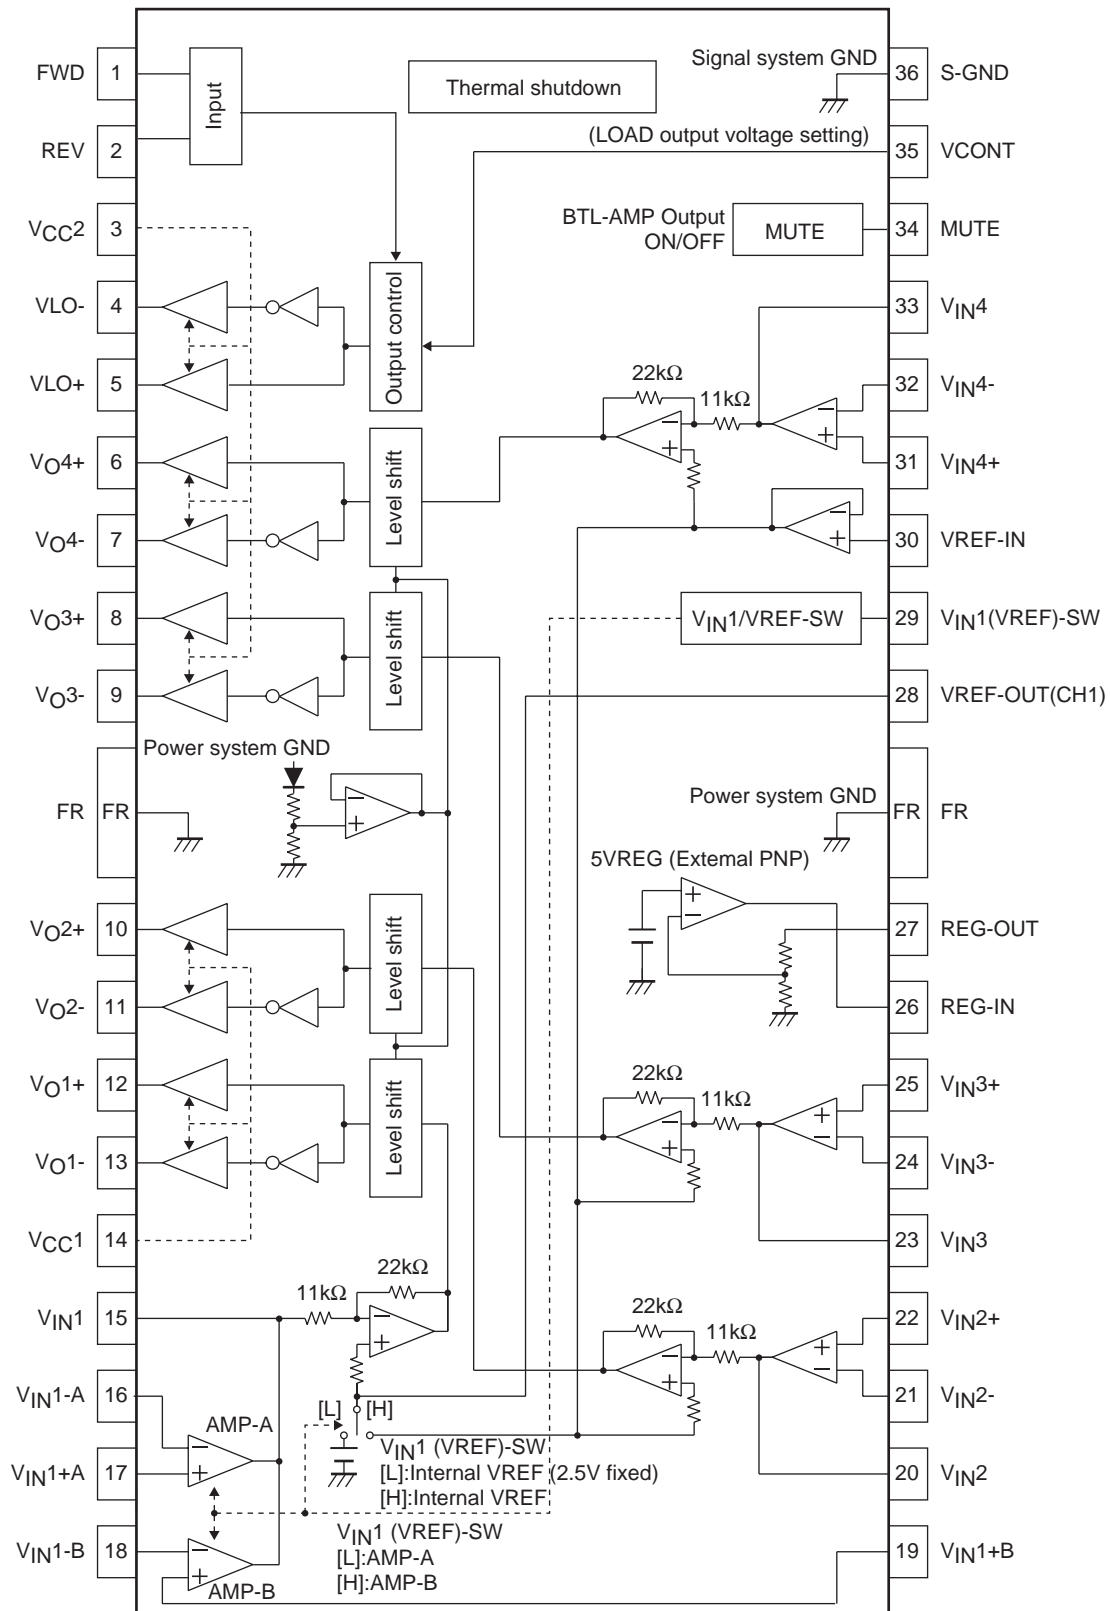 FWD 1
REV 2
VCC2 3
VLO- 4
VLO+ 5
VO4+ 6
VO4- 7
VO3+ 8
VO3- 9
FR FR
VO2+ 10
VO2- 11
VO1+ 12
VO1- 13
VCC1 14
VIN1 15
VIN1-A 16
VIN1+A 17
VIN1-B 18
Input
Thermal shutdown
Signal system GND
(LOAD output voltage setting)
BTL-AMP Output
ON/OFF
MUTE
Output control
22kΩ
11kΩ
Level shift
Level shift
VIN1/VREF-SW
Power system GND
Power system GND
5VREG (External PNP)
Level shift
Level shift
22kΩ
11kΩ
22kΩ
11kΩ
22kΩ
11kΩ
[L] [H]
AMP-A
VIN1 (VREF)-SW
[L]:Internal VREF (2.5V fixed)
[H]:Internal VREF
VIN1 (VREF)-SW
[L]:AMP-A
[H]:AMP-B
AMP-B
36 S-GND
35 VCONT
34 MUTE
33 VIN4
32 VIN4-
31 VIN4+
30 VREF-IN
29 VIN1(VREF)-SW
28 VREF-OUT(CH1)
FR FR
27 REG-OUT
26 REG-IN
25 VIN3+
24 VIN3-
23 VIN3
22 VIN2+
21 VIN2-
20 VIN2
19 VIN1+B